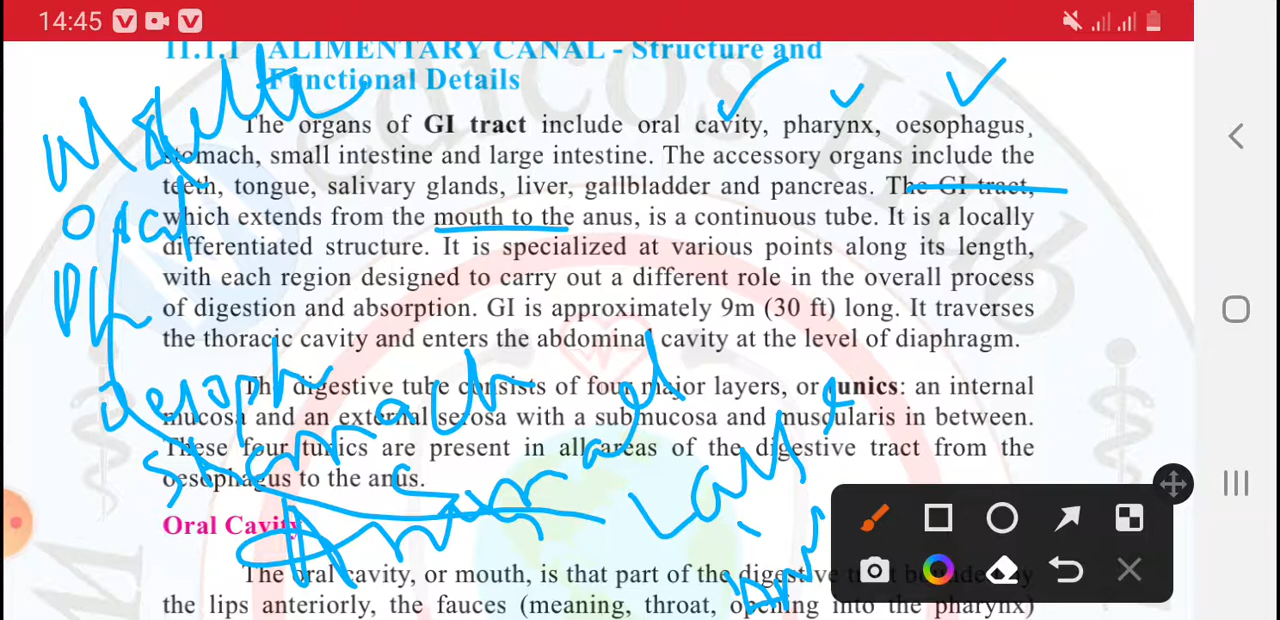 14:45
11.1.1 ALIMENTARY CANAL - Structure and
Functional Details
The organs of GI tract include oral cavity, pharynx, oesophagus,
stomach, small intestine and large intestine. The accessory organs include the
teeth, tongue, salivary glands, liver, gallbladder and pancreas. The GI tract,
which extends from the mouth to the anus, is a continuous tube. It is a locally
differentiated structure. It is specialized at various points along its length,
with each region designed to carry out a different role in the overall process
of digestion and absorption. GI is approximately 9m (30 ft) long. It traverses
the thoracic cavity and enters the abdominal cavity at the level of diaphragm.
The digestive tube consists of four major layers, or tunics: an internal
mucosa and an external serosa with a submucosa and muscularis in between.
These four tunics are present in all areas of the digestive tract from the
oesophagus to the anus.
Oral Cavity
The oral cavity, or mouth, is that part of the digestive
the lips anteriorly, the fauces (meaning, throat, opening into the pharynx)
oral
Ph
oesoph
stomach